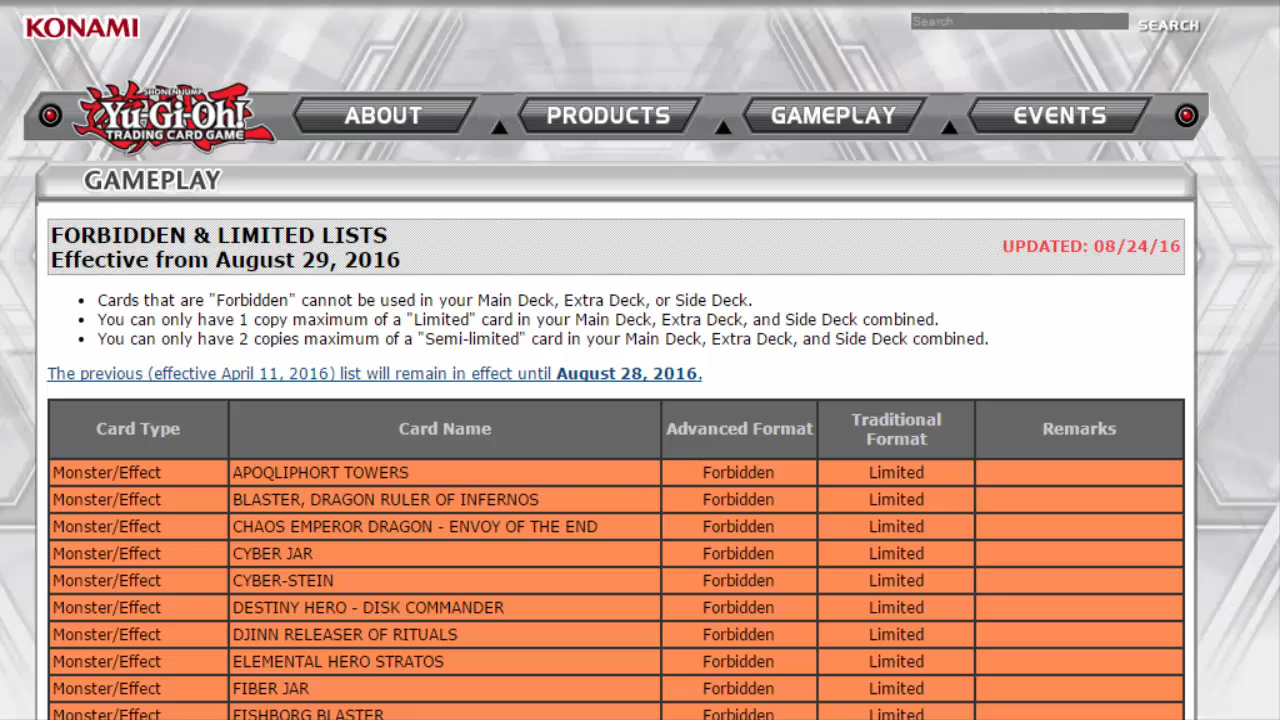 KONAMI
Search
SEARCH
SHONEN JUMP
Yu-Gi-Oh!
TRADING CARD GAME
ABOUT
PRODUCTS
GAMEPLAY
EVENTS
GAMEPLAY
FORBIDDEN & LIMITED LISTS
Effective from August 29, 2016
UPDATED: 08/24/16
• Cards that are "Forbidden" cannot be used in your Main Deck, Extra Deck, or Side Deck.
• You can only have 1 copy maximum of a "Limited" card in your Main Deck, Extra Deck, and Side Deck combined.
• You can only have 2 copies maximum of a "Semi-limited" card in your Main Deck, Extra Deck, and Side Deck combined.
The previous (effective April 11, 2016) list will remain in effect until August 28, 2016.
Card Type Card Name Advanced Format Traditional Format Remarks
Monster/Effect APOQLIPHORT TOWERS Forbidden Limited
Monster/Effect BLASTER, DRAGON RULER OF INFERNOS Forbidden Limited
Monster/Effect CHAOS EMPEROR DRAGON - ENVOY OF THE END Forbidden Limited
Monster/Effect CYBER JAR Forbidden Limited
Monster/Effect CYBER-STEIN Forbidden Limited
Monster/Effect DESTINY HERO - DISK COMMANDER Forbidden Limited
Monster/Effect DJINN RELEASER OF RITUALS Forbidden Limited
Monster/Effect ELEMENTAL HERO STRATOS Forbidden Limited
Monster/Effect FIBER JAR Forbidden Limited
Monster/Effect FISHBORG BLASTER Forbidden Limited